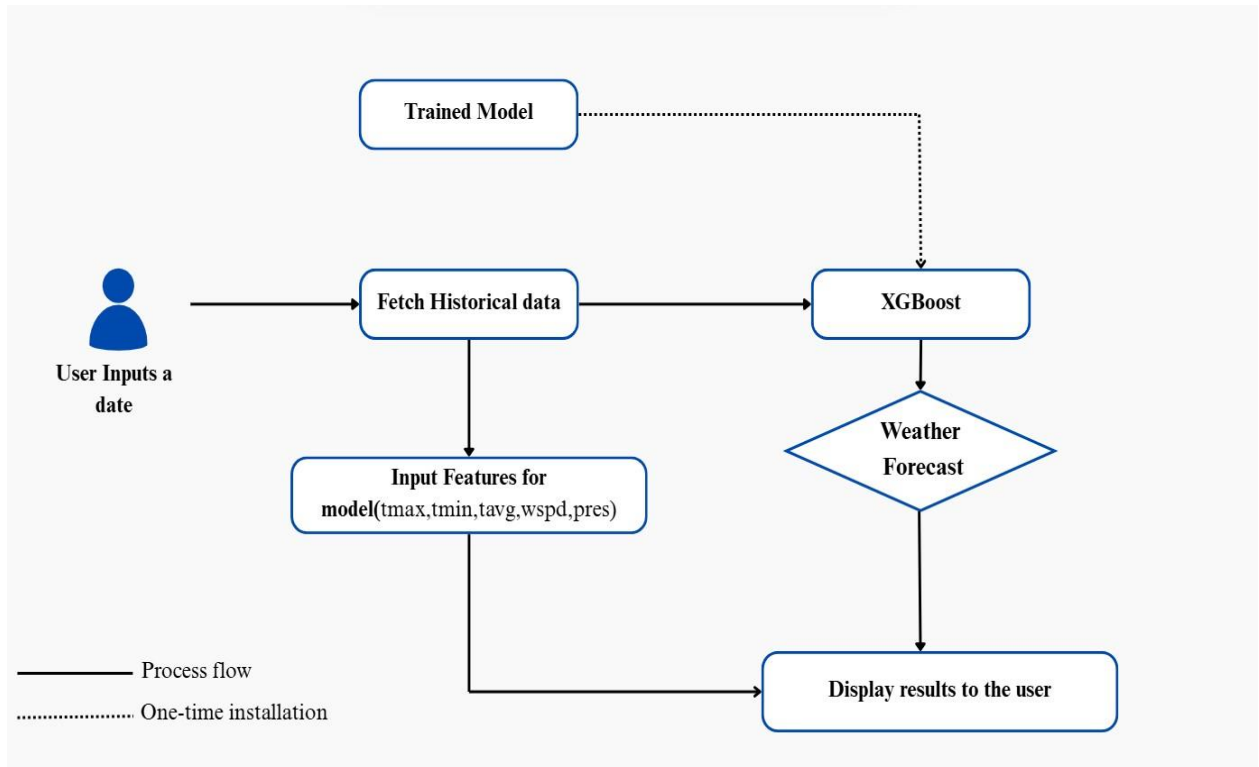 Trained Model
Fetch Historical data
XGBoost
User Inputs a
date
Weather
Forecast
Input Features for
model(tmax,tmin,tavg,wspd,pres)
Process flow
One-time installation
Display results to the user